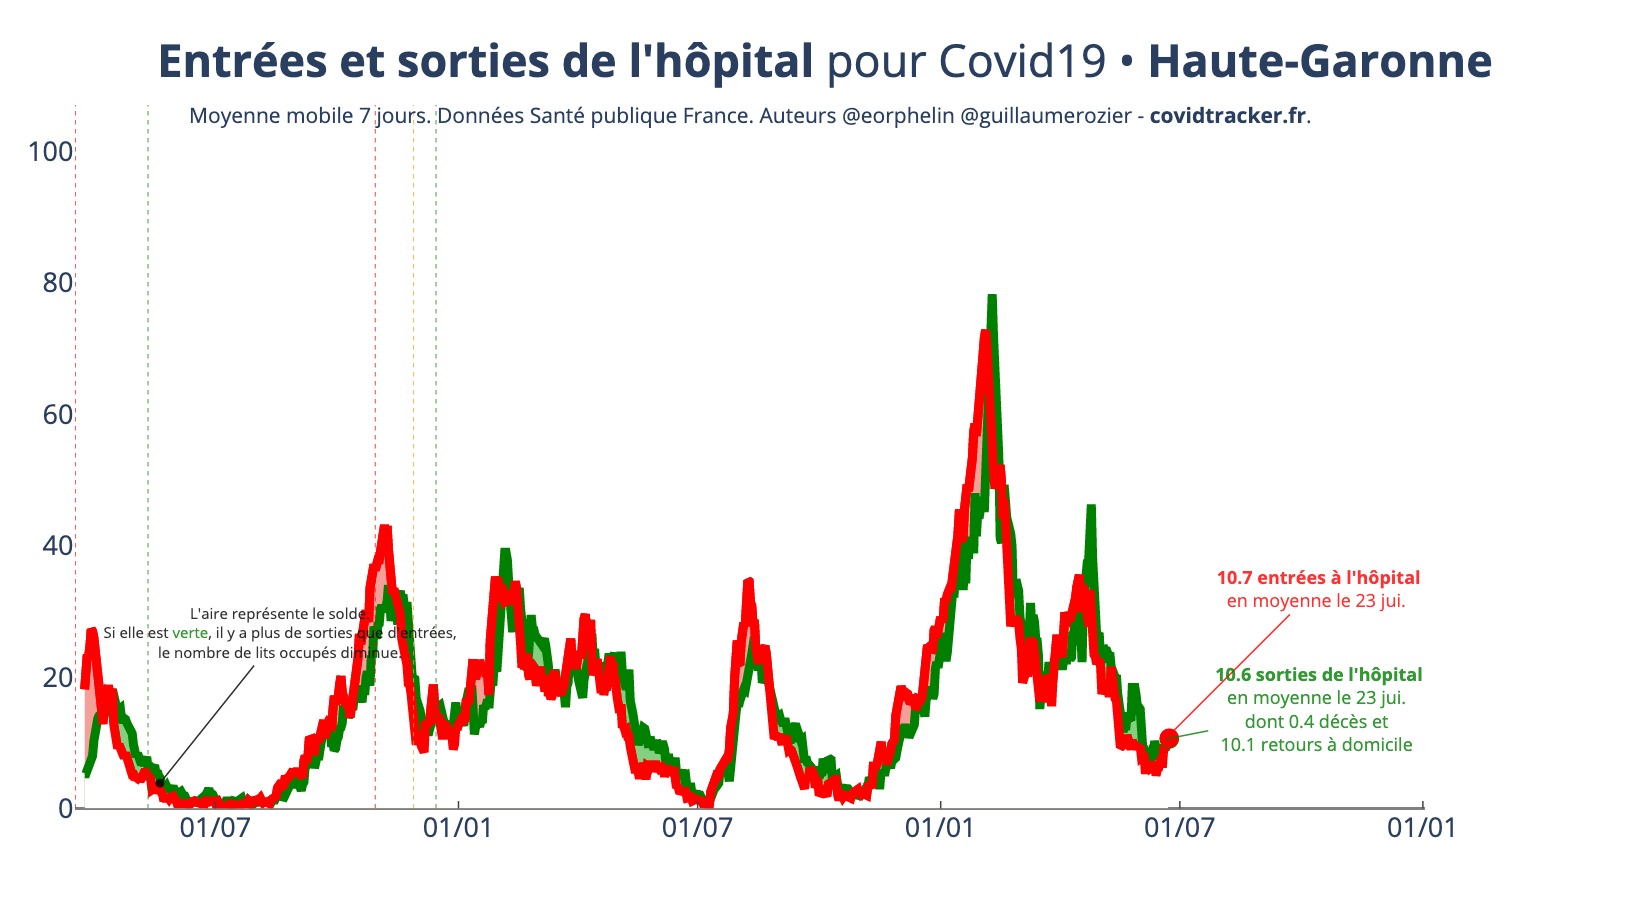 Entrées et sorties de l'hôpital pour Covid19 • Haute-Garonne
Moyenne mobile 7 jours. Données Santé publique France. Auteurs @eorphelin @guillaumerozier - covidtracker.fr.
100
80
60
40
20
0
L'aire représente le solde.
Si elle est verte, il y a plus de sorties que d'entrées,
le nombre de lits occupés diminue.
10.7 entrées à l'hôpital
en moyenne le 23 jui.
10.6 sorties de l'hôpital
en moyenne le 23 jui.
dont 0.4 décès et
10.1 retours à domicile
01/07
01/01
01/07
01/01
01/07
01/01